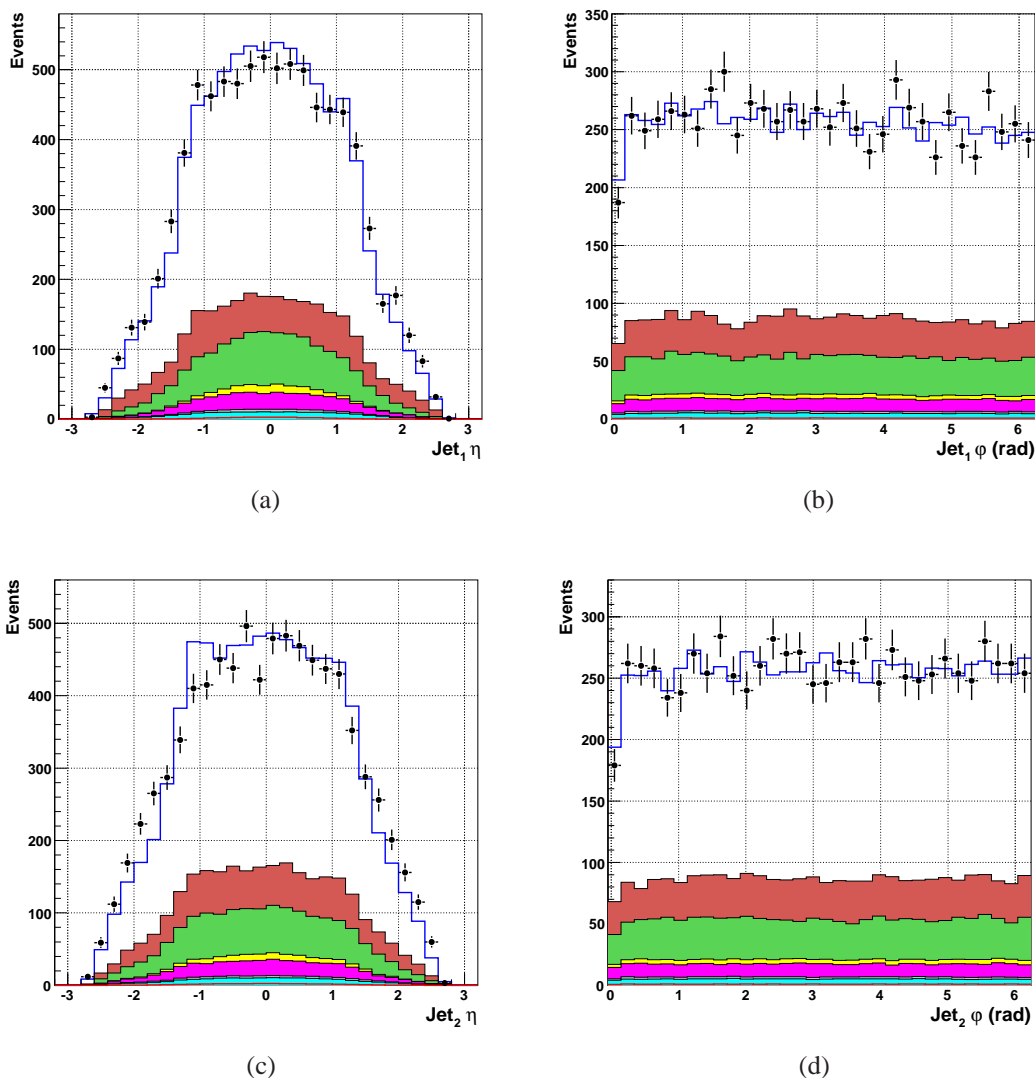 Events
500
400
300
200
100
0
-3 -2 -1 0 1 2 3
Jet₁ η
(a)
Events
350
300
250
200
150
100
50
0
0 1 2 3 4 5 6
Jet₁ φ (rad)
(b)
Events
500
400
300
200
100
0
-3 -2 -1 0 1 2 3
Jet₂ η
(c)
Events
300
250
200
150
100
50
0
0 1 2 3 4 5 6
Jet₂ φ (rad)
(d)